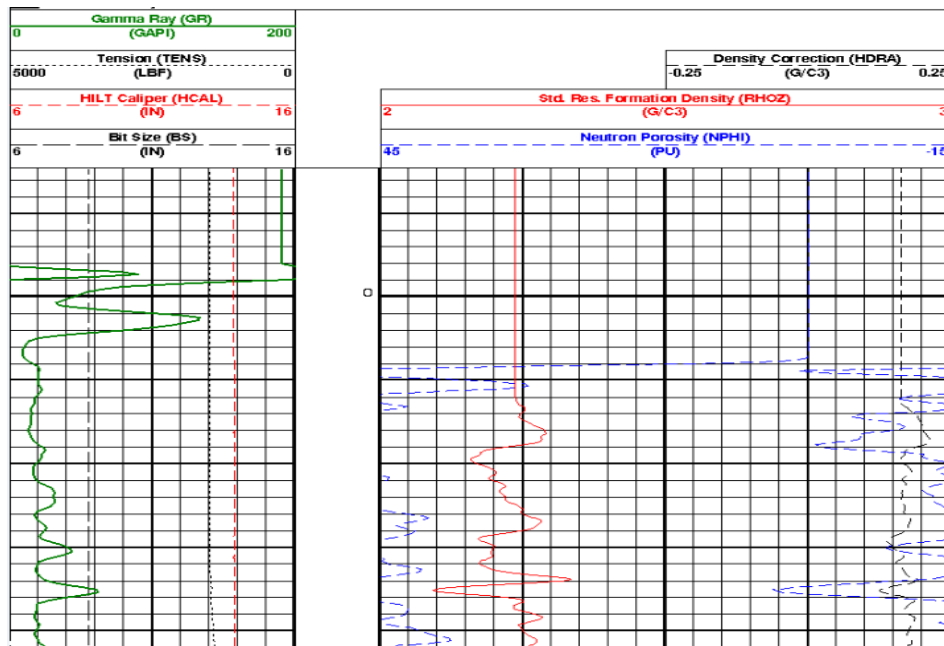 Gamma Ray (GR)
0 (GAPI) 200
Tension (TENS)
5000 (LBF) 0
Density Correction (HDRA)
-0.25 (G/C3) 0.25
HILT Caliper (HCAL)
6 (IN) 16
Std. Res. Formation Density (RHOZ)
2 (G/C3) 3
Bit Size (BS)
6 (IN) 16
Neutron Porosity (NPHI)
45 (PU) -15
0